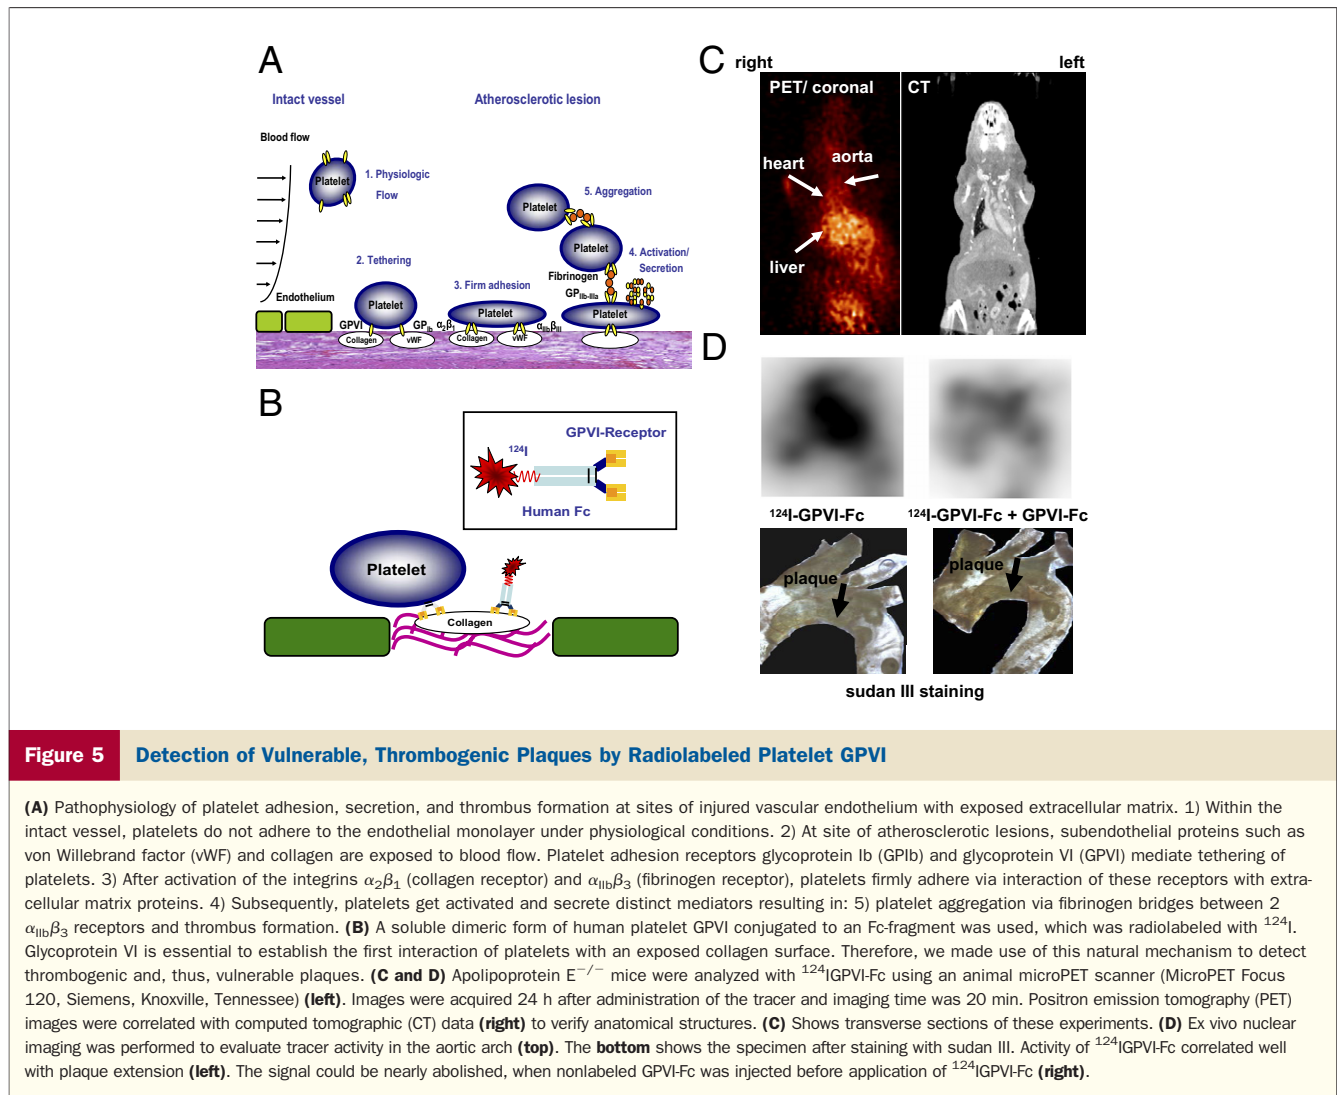 A
Intact vessel
Atherosclerotic lesion
Blood flow
Platelet
1. Physiologic
Flow
2. Tethering
Platelet
Endothelium
GPVI
GPIb
Collagen
vWF
3. Firm adhesion
Platelet
α2β1
αIIbβIII
Collagen
vWF
5. Aggregation
Platelet
Platelet
4. Activation/
Secretion
Fibrinogen
GPIIb-IIIa
Platelet
B
124I
GPVI-Receptor
Human Fc
Platelet
Collagen
C
right
left
PET/ coronal
CT
heart
aorta
liver
D
124I-GPVI-Fc
124I-GPVI-Fc + GPVI-Fc
plaque
plaque
sudan III staining
Figure 5
Detection of Vulnerable, Thrombogenic Plaques by Radiolabeled Platelet GPVI
(A) Pathophysiology of platelet adhesion, secretion, and thrombus formation at sites of injured vascular endothelium with exposed extracellular matrix. 1) Within the
intact vessel, platelets do not adhere to the endothelial monolayer under physiological conditions. 2) At site of atherosclerotic lesions, subendothelial proteins such as
von Willebrand factor (vWF) and collagen are exposed to blood flow. Platelet adhesion receptors glycoprotein Ib (GPIb) and glycoprotein VI (GPVI) mediate tethering of
platelets. 3) After activation of the integrins α2β1 (collagen receptor) and αIIbβ3 (fibrinogen receptor), platelets firmly adhere via interaction of these receptors with extra-
cellular matrix proteins. 4) Subsequently, platelets get activated and secrete distinct mediators resulting in: 5) platelet aggregation via fibrinogen bridges between 2
αIIbβ3 receptors and thrombus formation. (B) A soluble dimeric form of human platelet GPVI conjugated to an Fc-fragment was used, which was radiolabeled with 124I.
Glycoprotein VI is essential to establish the first interaction of platelets with an exposed collagen surface. Therefore, we made use of this natural mechanism to detect
thrombogenic and, thus, vulnerable plaques. (C and D) Apolipoprotein E−/− mice were analyzed with 124IGPVI-Fc using an animal microPET scanner (MicroPET Focus
120, Siemens, Knoxville, Tennessee) (left). Images were acquired 24 h after administration of the tracer and imaging time was 20 min. Positron emission tomography (PET)
images were correlated with computed tomographic (CT) data (right) to verify anatomical structures. (C) Shows transverse sections of these experiments. (D) Ex vivo nuclear
imaging was performed to evaluate tracer activity in the aortic arch (top). The bottom shows the specimen after staining with sudan III. Activity of 124IGPVI-Fc correlated well
with plaque extension (left). The signal could be nearly abolished, when nonlabeled GPVI-Fc was injected before application of 124IGPVI-Fc (right).